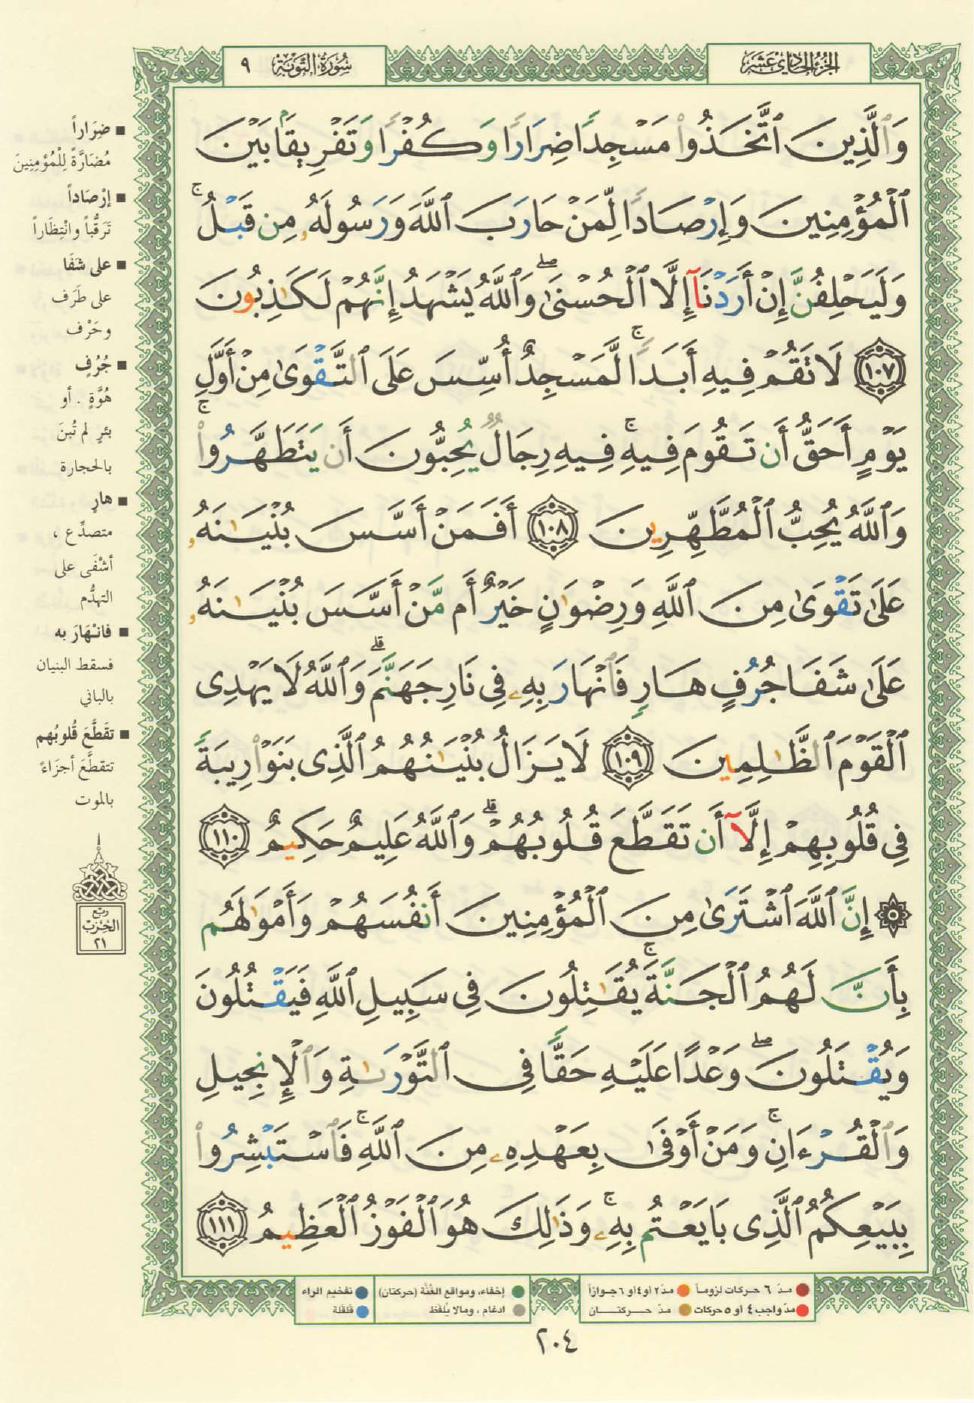 الجزء الحادي عشر
سورة التوبة ٩
وَٱلَّذِينَ ٱتَّخَذُوا۟ مَسْجِدًا ضِرَارًا وَكُفْرًا وَتَفْرِيقًۢا بَيْنَ
ٱلْمُؤْمِنِينَ وَإِرْصَادًا لِّمَنْ حَارَبَ ٱللَّهَ وَرَسُولَهُۥ مِن قَبْلُ ۚ
وَلَيَحْلِفُنَّ إِنْ أَرَدْنَآ إِلَّا ٱلْحُسْنَىٰ ۖ وَٱللَّهُ يَشْهَدُ إِنَّهُمْ لَكَـٰذِبُونَ
١٠٧ لَا تَقُمْ فِيهِ أَبَدًا ۚ لَّمَسْجِدٌ أُسِّسَ عَلَى ٱلتَّقْوَىٰ مِنْ أَوَّلِ
يَوْمٍ أَحَقُّ أَن تَقُومَ فِيهِ ۚ فِيهِ رِجَالٌ يُحِبُّونَ أَن يَتَطَهَّرُوا۟ ۚ
وَٱللَّهُ يُحِبُّ ٱلْمُطَّهِّرِينَ ١٠٨ أَفَمَنْ أَسَّسَ بُنْيَـٰنَهُۥ
عَلَىٰ تَقْوَىٰ مِنَ ٱللَّهِ وَرِضْوَٰنٍ خَيْرٌ أَم مَّنْ أَسَّسَ بُنْيَـٰنَهُۥ
عَلَىٰ شَفَا جُرُفٍ هَارٍ فَٱنْهَارَ بِهِۦ فِى نَارِ جَهَنَّمَ ۗ وَٱللَّهُ لَا يَهْدِى
ٱلْقَوْمَ ٱلظَّـٰلِمِينَ ١٠٩ لَا يَزَالُ بُنْيَـٰنُهُمُ ٱلَّذِى بَنَوْا۟ رِيبَةً
فِى قُلُوبِهِمْ إِلَّآ أَن تَقَطَّعَ قُلُوبُهُمْ ۗ وَٱللَّهُ عَلِيمٌ حَكِيمٌ ١١٠
۞ إِنَّ ٱللَّهَ ٱشْتَرَىٰ مِنَ ٱلْمُؤْمِنِينَ أَنفُسَهُمْ وَأَمْوَٰلَهُم
بِأَنَّ لَهُمُ ٱلْجَنَّةَ ۚ يُقَـٰتِلُونَ فِى سَبِيلِ ٱللَّهِ فَيَقْتُلُونَ
وَيُقْتَلُونَ ۖ وَعْدًا عَلَيْهِ حَقًّا فِى ٱلتَّوْرَىٰةِ وَٱلْإِنجِيلِ
وَٱلْقُرْءَانِ ۚ وَمَنْ أَوْفَىٰ بِعَهْدِهِۦ مِنَ ٱللَّهِ ۚ فَٱسْتَبْشِرُوا۟
بِبَيْعِكُمُ ٱلَّذِى بَايَعْتُم بِهِۦ ۚ وَذَٰلِكَ هُوَ ٱلْفَوْزُ ٱلْعَظِيمُ ١١١
■ ضِرَاراً
مُضَارَّةً لِلْمُؤْمِنِينَ
■ إرْصَاداً
تَرَقُّباً وانْتِظَاراً
■ على شَفَا
على طَرَف
وحَرْف
■ جُرُفٍ
هُوَّةٍ . أو
بئرٍ لم تُبنَ
بالحجارة
■ هارٍ
متصدِّع ،
أشْفَى على
التهدُّم
■ فانْهَارَ به
فسقط البنيان
بالباني
■ تقَطَّعَ قُلوبُهم
تتقطَّعَ أجزاءً
بالموت
ربع
الحزب
٢١
مدّ ٦ حركات لزوماً ● مدّ ٢ أو ٤ أو ٦ جوازاً
مدّ واجب ٤ أو ٥ حركات ● مدّ حركتان
إخفاء، ومواقع الغُنَّة (حركتان) ● تفخيم الراء
ادغام ، ومالا يُلفَظ ● قلقلة
٢٠٤